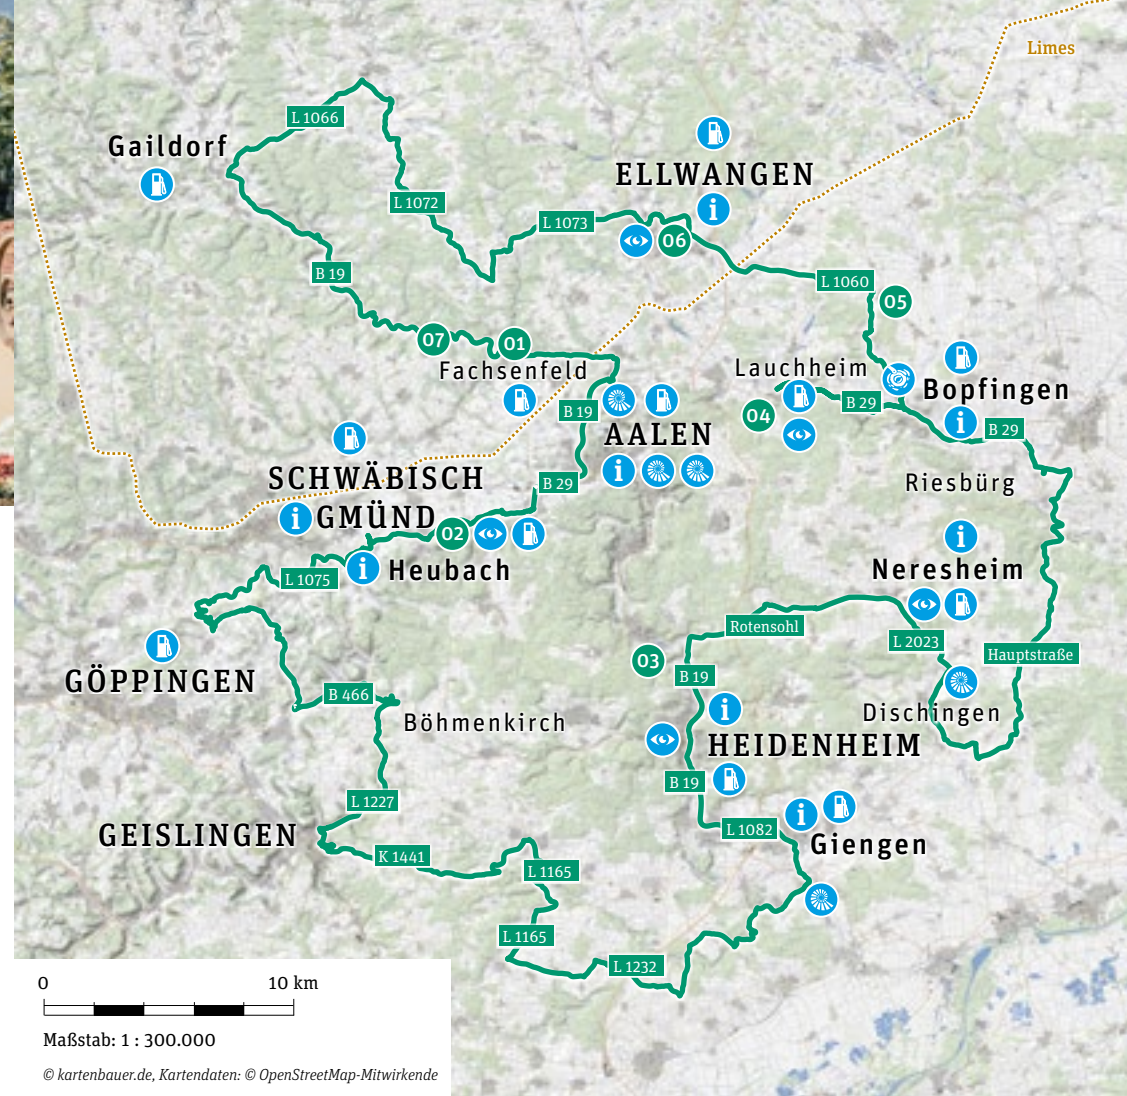 Limes
L 1066
Gaildorf
ELLWANGEN
i
L 1072
L 1073
06
B 19
L 1060
05
07
01
Fachsenfeld
Lauchheim
Bopfingen
B 19
04
B 29
i
B 29
AALEN
i
SCHWÄBISCH
i
GMÜND
B 29
Riesbürg
02
i
Heubach
i
Neresheim
L 1075
Rotensohl
L 2023
Hauptstraße
03
B 19
GÖPPINGEN
B 466
Böhmenkirch
i
Dischingen
HEIDENHEIM
B 19
L 1227
i
GEISLINGEN
L 1082
Giengen
K 1441
L 1165
L 1165
L 1232
0 10 km
Maßstab: 1 : 300.000
© kartenbauer.de, Kartendaten: © OpenStreetMap-Mitwirkende